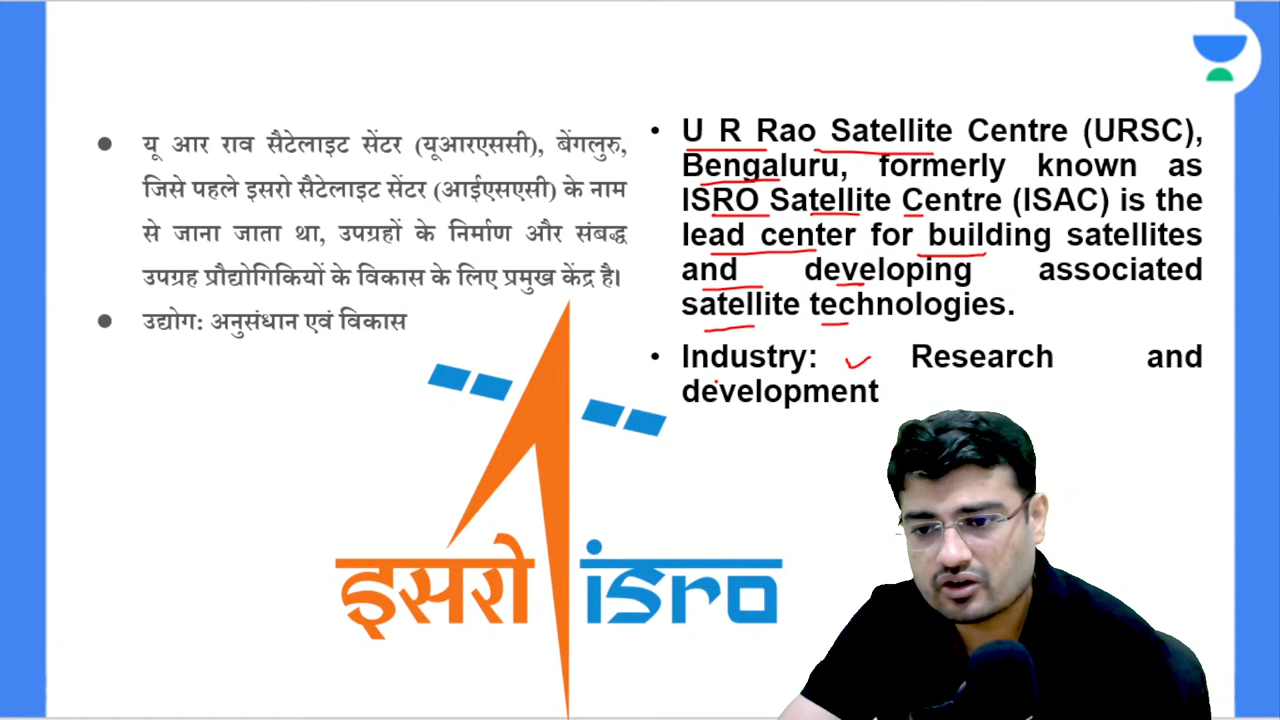 यू आर राव सैटेलाइट सेंटर (यूआरएससी), बेंगलुरु,
जिसे पहले इसरो सैटेलाइट सेंटर (आईएसएसी) के नाम
से जाना जाता था, उपग्रहों के निर्माण और संबद्ध
उपग्रह प्रौद्योगिकियों के विकास के लिए प्रमुख केंद्र है।
उद्योग: अनुसंधान एवं विकास
U R Rao Satellite Centre (URSC),
Bengaluru, formerly known as
ISRO Satellite Centre (ISAC) is the
lead center for building satellites
and developing associated
satellite technologies.
Industry: Research and
development
इसरो isro